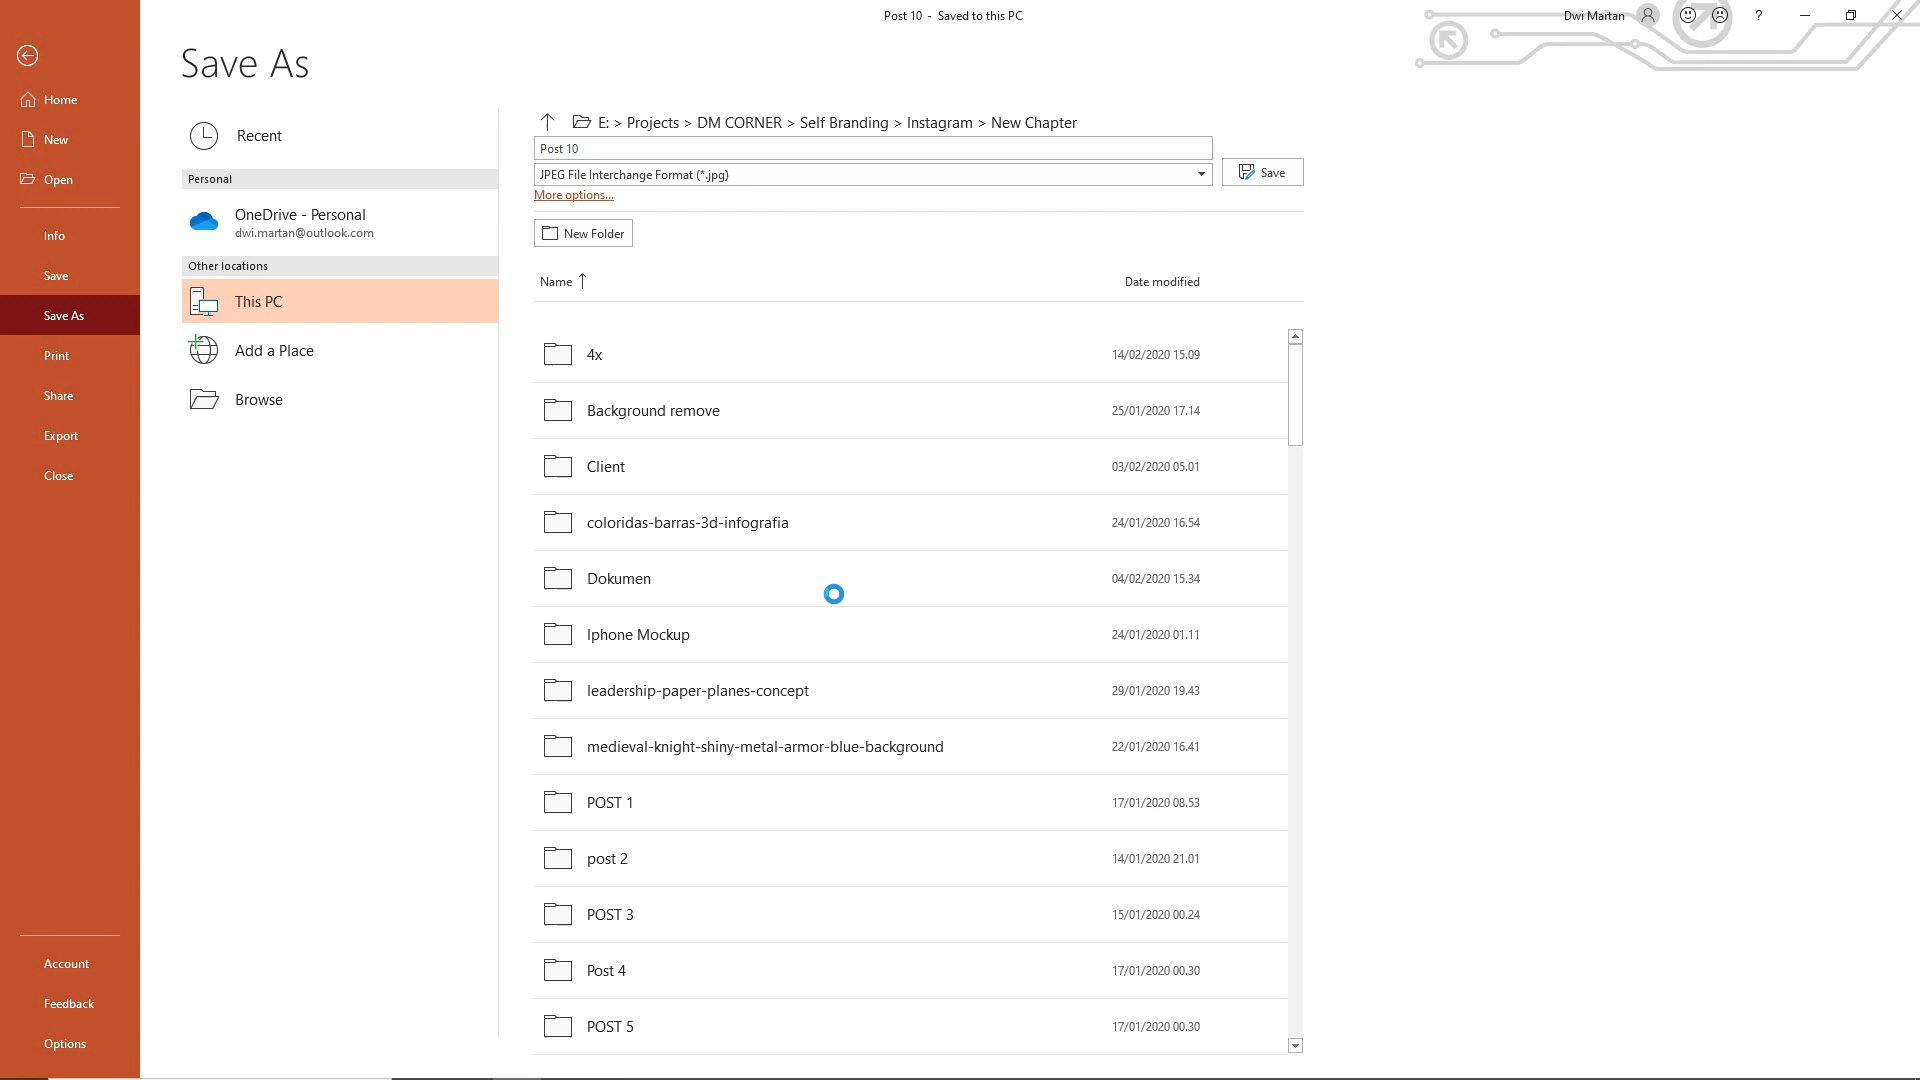 Post 10 - Saved to this PC
Dwi Martan
?
Save As
Home
New
Open
Info
Save
Save As
Print
Share
Export
Close
Account
Feedback
Options
Recent
Personal
OneDrive - Personal
dwi.martan@outlook.com
Other locations
This PC
Add a Place
Browse
E: > Projects > DM CORNER > Self Branding > Instagram > New Chapter
Post 10
JPEG File Interchange Format (*.jpg)
Save
More options...
New Folder
Name Date modified
4x 14/02/2020 15.09
Background remove 25/01/2020 17.14
Client 03/02/2020 05.01
coloridas-barras-3d-infografia 24/01/2020 16.54
Dokumen 04/02/2020 15.34
Iphone Mockup 24/01/2020 01.11
leadership-paper-planes-concept 29/01/2020 19.43
medieval-knight-shiny-metal-armor-blue-background 22/01/2020 16.41
POST 1 17/01/2020 08.53
post 2 14/01/2020 21.01
POST 3 15/01/2020 00.24
Post 4 17/01/2020 00.30
POST 5 17/01/2020 00.30